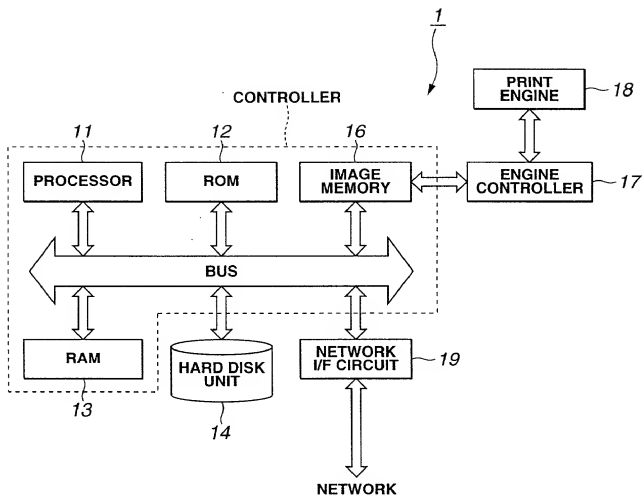 1
PRINT
ENGINE
18
CONTROLLER
11
12
16
PROCESSOR
ROM
IMAGE
MEMORY
ENGINE
CONTROLLER
17
BUS
RAM
HARD DISK
UNIT
NETWORK
I/F CIRCUIT
19
13
14
NETWORK